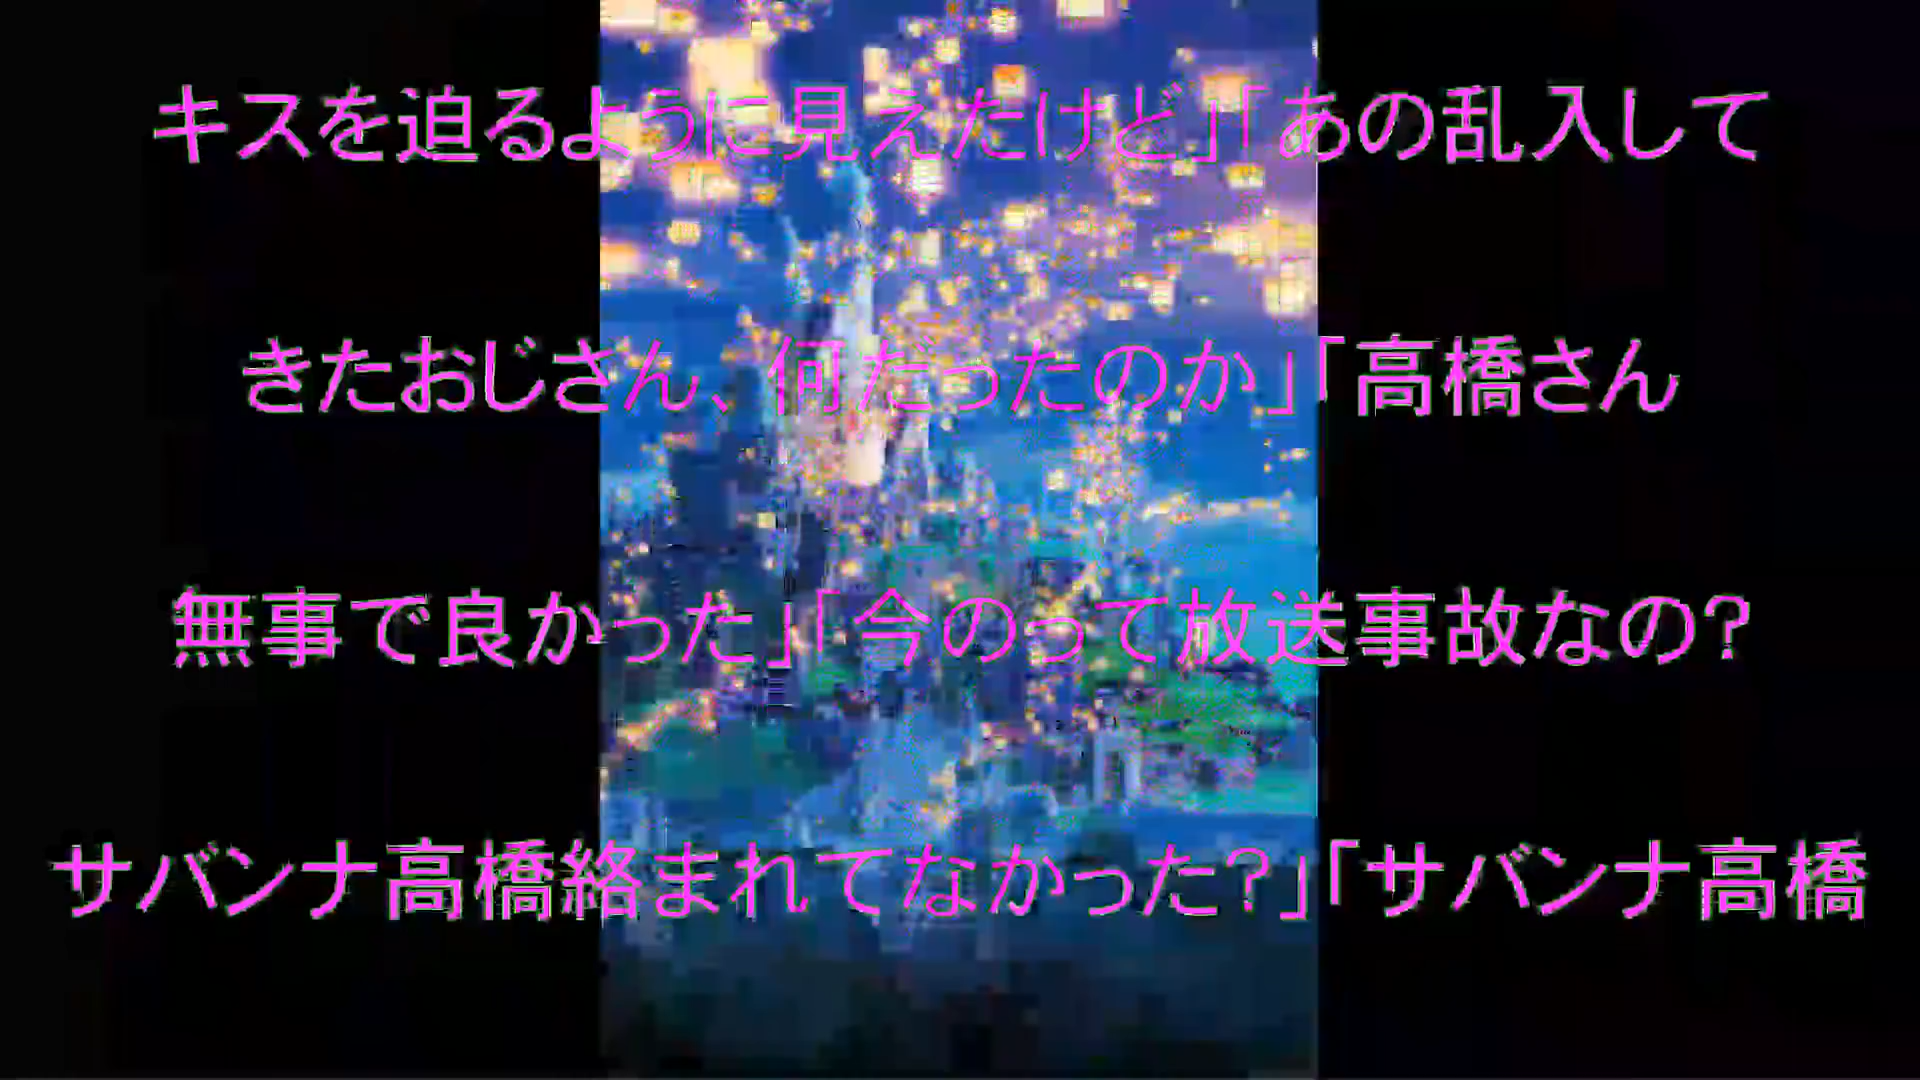 キスを迫るように見えたけど」「あの乱入して
きたおじさん、何だったのか」「高橋さん
無事で良かった」「今のって放送事故なの?
サバンナ高橋絡まれてなかった?」「サバンナ高橋